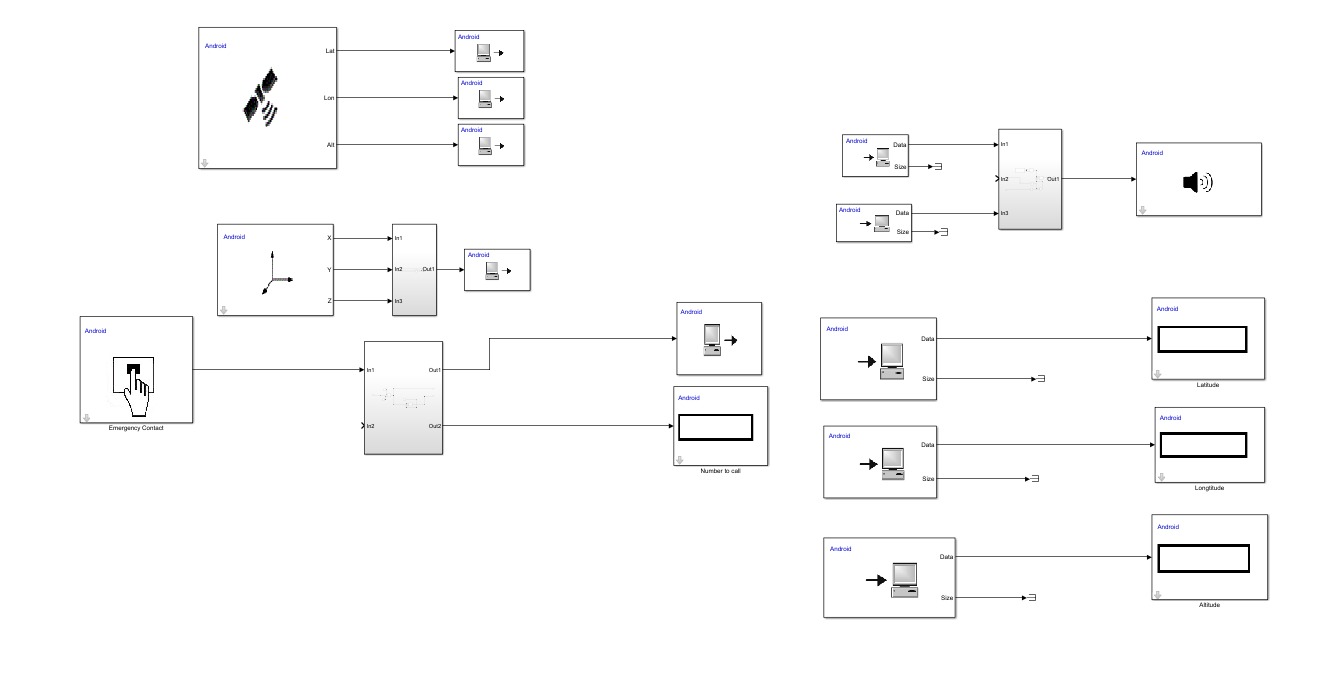 Android
Lat
Lon
Alt
Android
Android
Android
Android
X
Y
Z
In1
In2
In3
Out1
Android
Android
Emergency Contact
In1
In2
Out1
Out2
Android
Android
Number to call
Android
Data
Size
Android
Data
Size
In1
In2
In3
Out1
Android
Android
Data
Size
Android
Latitude
Android
Data
Size
Android
Longtitude
Android
Data
Size
Android
Altitude